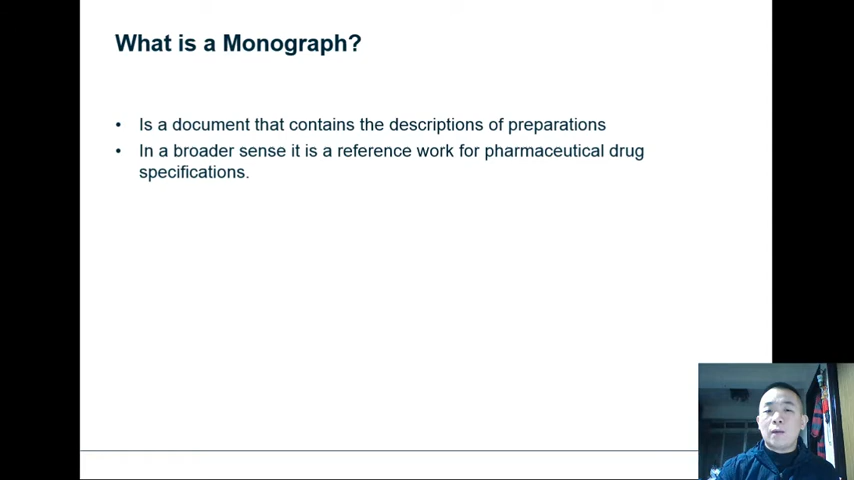 What is a Monograph?
• Is a document that contains the descriptions of preparations
• In a broader sense it is a reference work for pharmaceutical drug
specifications.